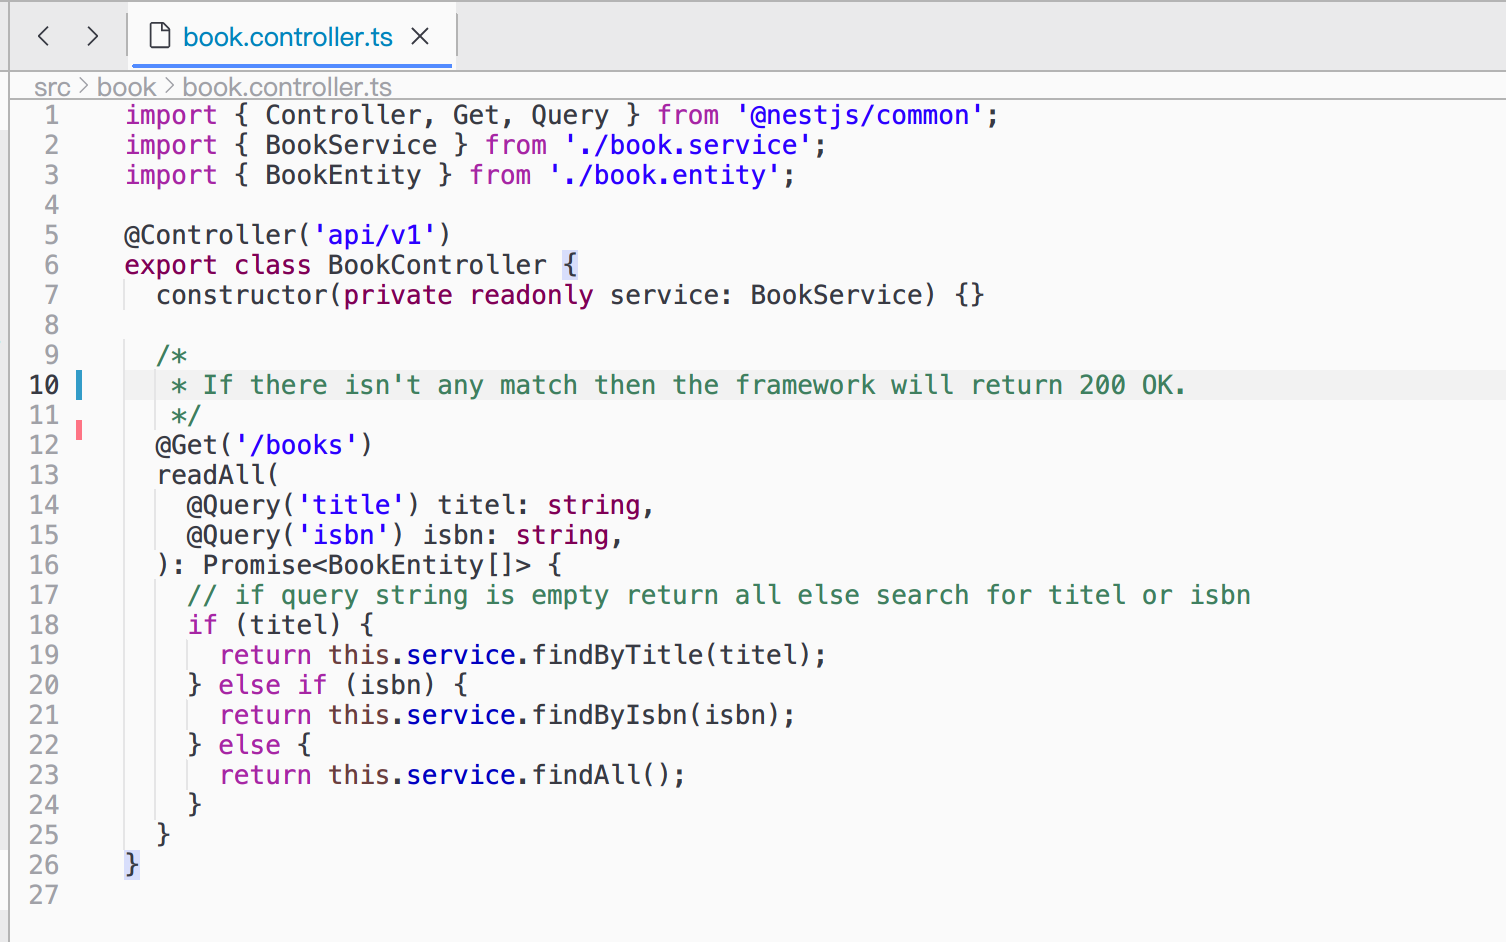 book.controller.ts
src > book > book.controller.ts
1 import { Controller, Get, Query } from '@nestjs/common';
2 import { BookService } from './book.service';
3 import { BookEntity } from './book.entity';
4
5 @Controller('api/v1')
6 export class BookController {
7   constructor(private readonly service: BookService) {}
8
9   /*
10    * If there isn't any match then the framework will return 200 OK.
11    */
12   @Get('/books')
13   readAll(
14     @Query('title') titel: string,
15     @Query('isbn') isbn: string,
16   ): Promise<BookEntity[]> {
17     // if query string is empty return all else search for titel or isbn
18     if (titel) {
19       return this.service.findByTitle(titel);
20     } else if (isbn) {
21       return this.service.findByIsbn(isbn);
22     } else {
23       return this.service.findAll();
24     }
25   }
26 }
27